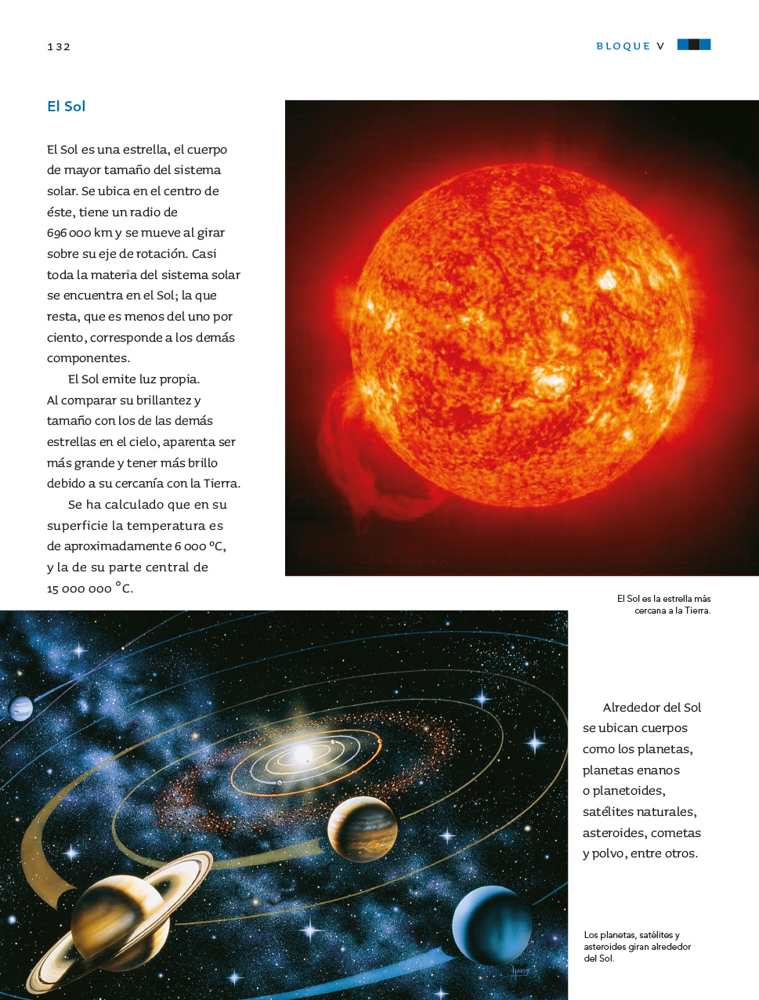 132
BLOQUE V
El Sol
El Sol es una estrella, el cuerpo
de mayor tamaño del sistema
solar. Se ubica en el centro de
éste, tiene un radio de
696 000 km y se mueve al girar
sobre su eje de rotación. Casi
toda la materia del sistema solar
se encuentra en el Sol; la que
resta, que es menos del uno por
ciento, corresponde a los demás
componentes.
El Sol emite luz propia.
Al comparar su brillantez y
tamaño con los de las demás
estrellas en el cielo, aparenta ser
más grande y tener más brillo
debido a su cercanía con la Tierra.
Se ha calculado que en su
superficie la temperatura es
de aproximadamente 6 000 ºC,
y la de su parte central de
15 000 000 °C.
El Sol es la estrella más
cercana a la Tierra.
Alrededor del Sol
se ubican cuerpos
como los planetas,
planetas enanos
o planetoides,
satélites naturales,
asteroides, cometas
y polvo, entre otros.
Los planetas, satélites y
asteroides giran alrededor
del Sol.
HARDY